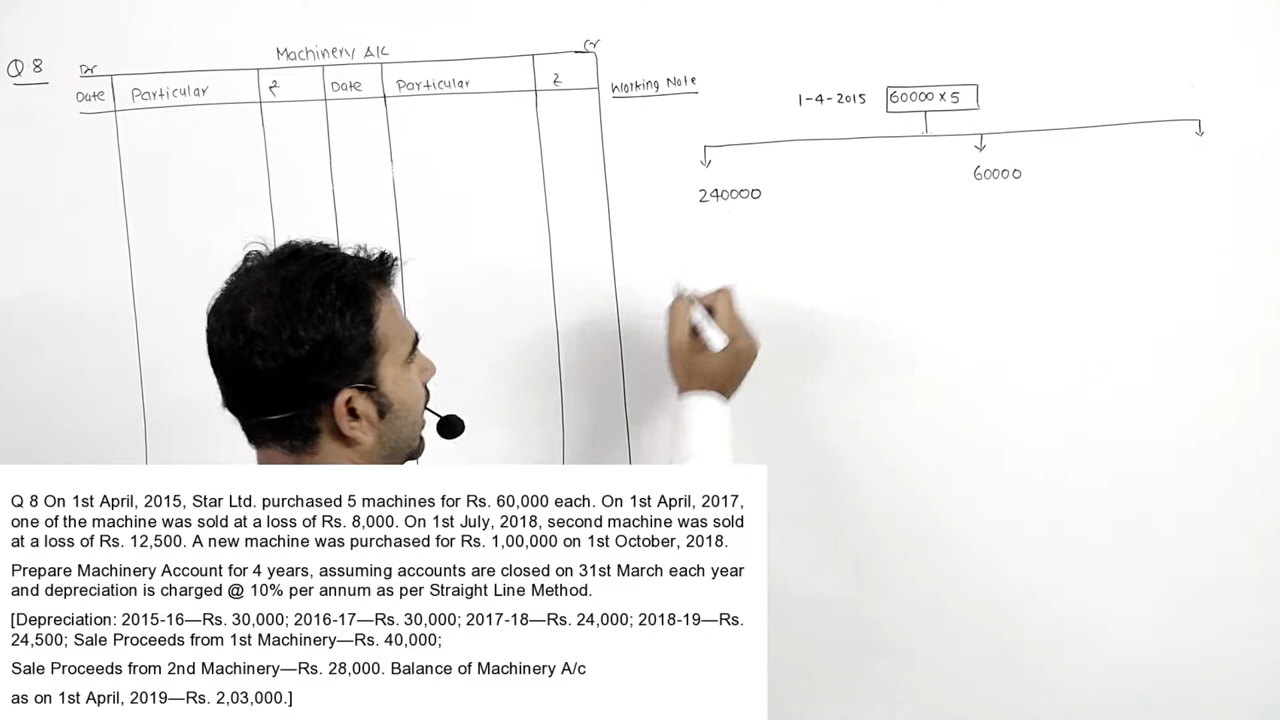 Q 8
Machinery A/c
Dr
Cr
Date Particular ₹ Date Particular ₹
Working Note
1-4-2015 60000 x 5
240000
60000
Q 8 On 1st April, 2015, Star Ltd. purchased 5 machines for Rs. 60,000 each. On 1st April, 2017,
one of the machine was sold at a loss of Rs. 8,000. On 1st July, 2018, second machine was sold
at a loss of Rs. 12,500. A new machine was purchased for Rs. 1,00,000 on 1st October, 2018.
Prepare Machinery Account for 4 years, assuming accounts are closed on 31st March each year
and depreciation is charged @ 10% per annum as per Straight Line Method.
[Depreciation: 2015-16—Rs. 30,000; 2016-17—Rs. 30,000; 2017-18—Rs. 24,000; 2018-19—Rs.
24,500; Sale Proceeds from 1st Machinery—Rs. 40,000;
Sale Proceeds from 2nd Machinery—Rs. 28,000. Balance of Machinery A/c
as on 1st April, 2019—Rs. 2,03,000.]